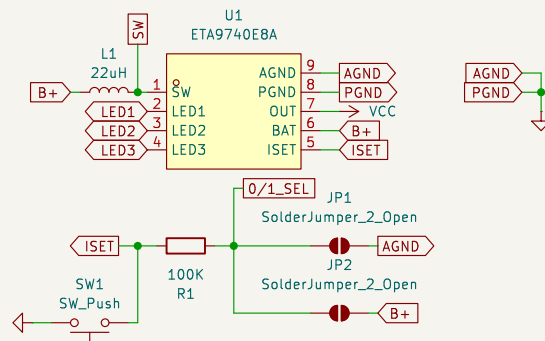 U1
ETA9740E8A
SW
L1
22uH
B+
1 SW
2 LED1
3 LED2
4 LED3
LED1
LED2
LED3
AGND 9 AGND
PGND 8 PGND
OUT 7 VCC
BAT 6 B+
ISET 5 ISET
AGND
PGND
0/1_SEL
JP1
SolderJumper_2_Open
ISET
AGND
100K
R1
JP2
SolderJumper_2_Open
SW1
SW_Push
B+